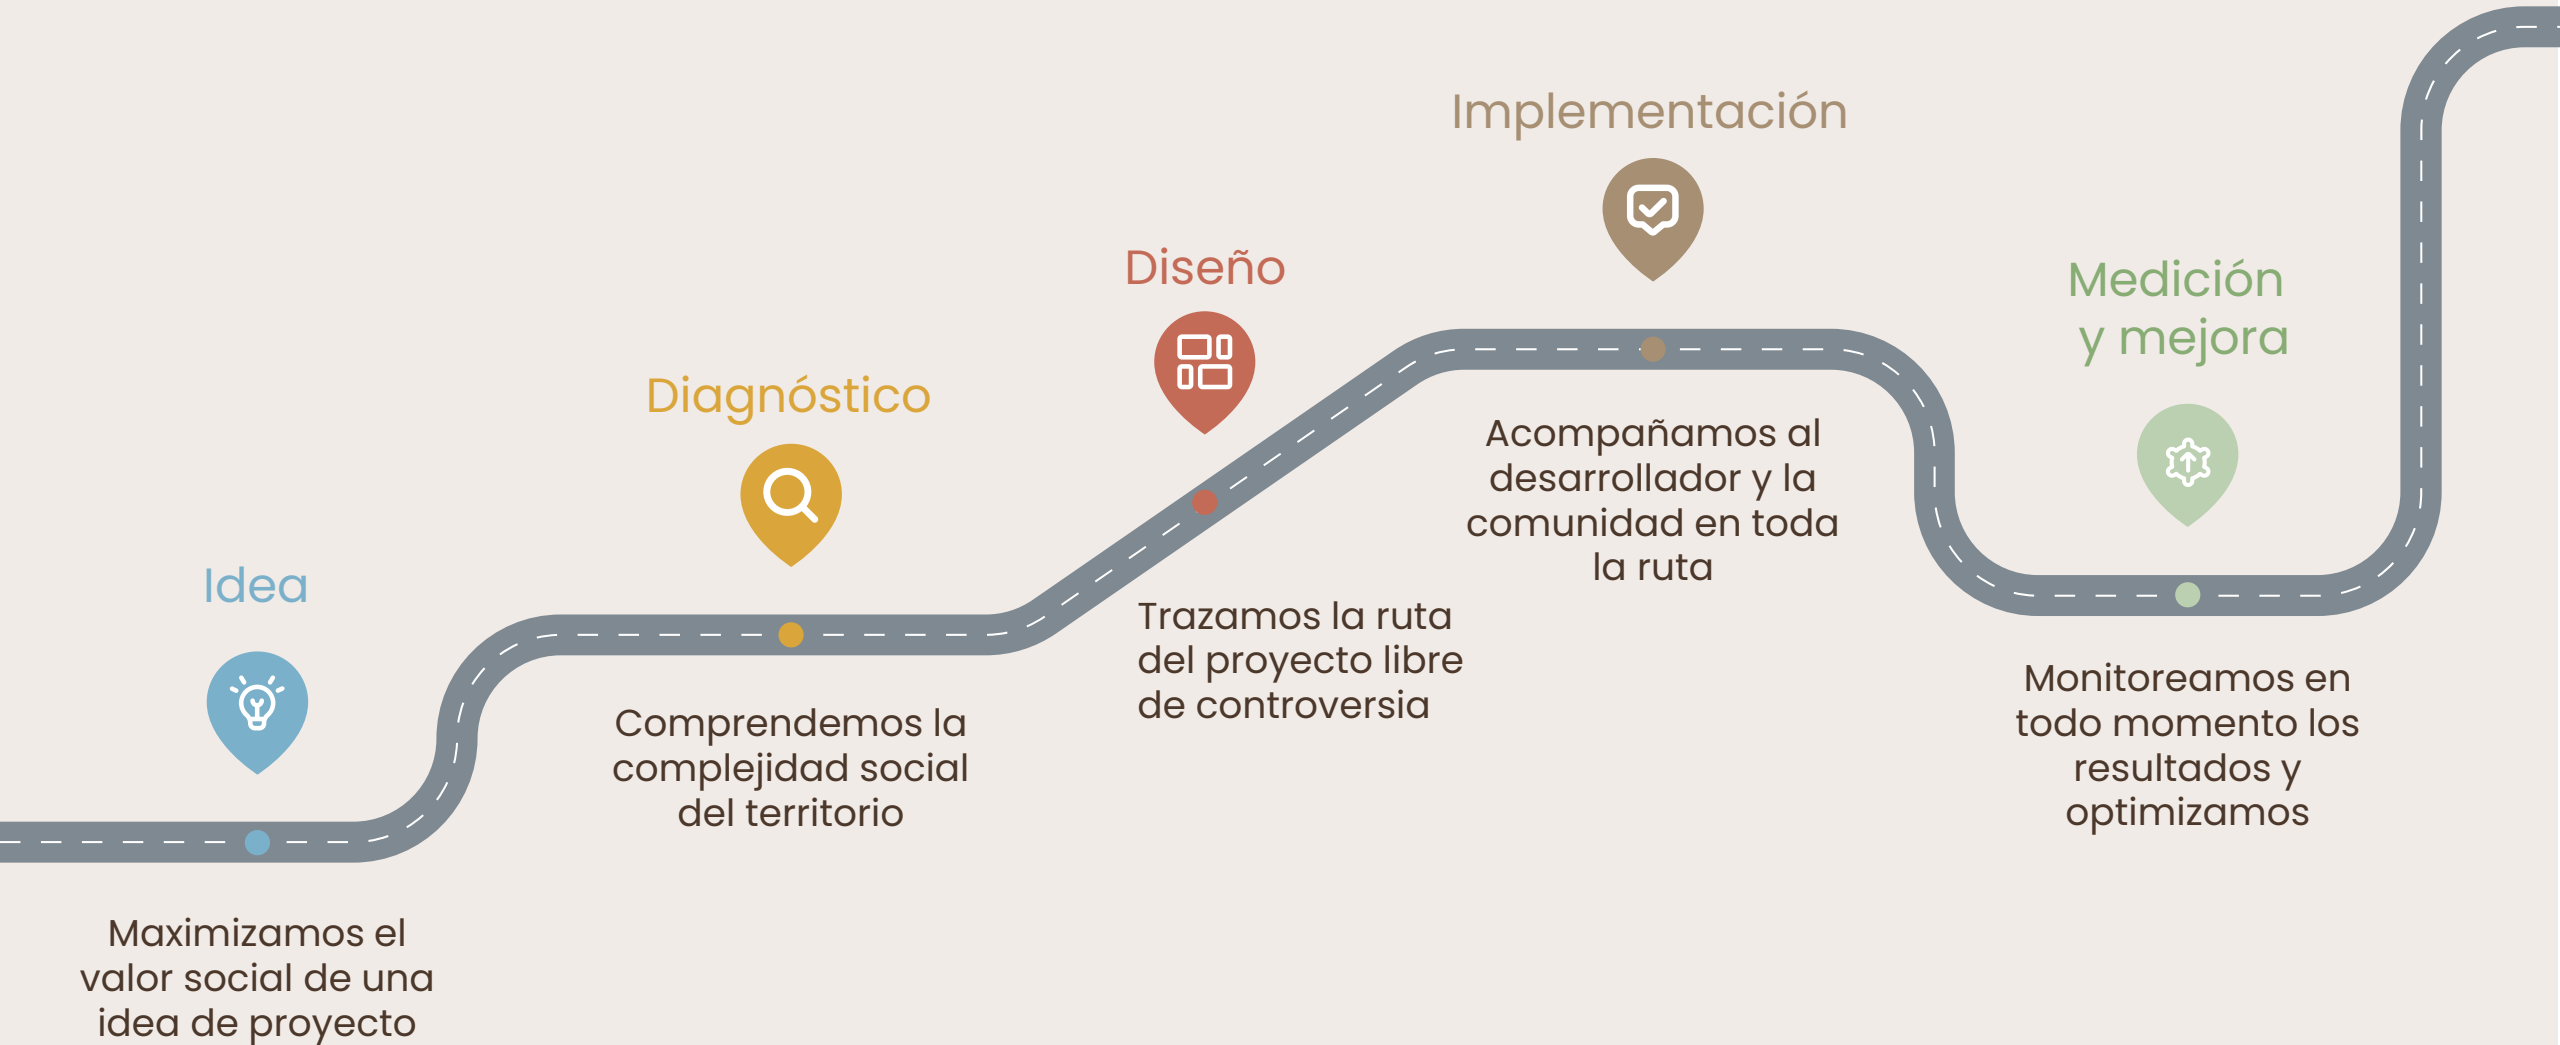 Idea
Maximizamos el
valor social de una
idea de proyecto
Diagnóstico
Comprendemos la
complejidad social
del territorio
Diseño
Trazamos la ruta
del proyecto libre
de controversia
Implementación
Acompañamos al
desarrollador y la
comunidad en toda
la ruta
Medición
y mejora
Monitoreamos en
todo momento los
resultados y
optimizamos